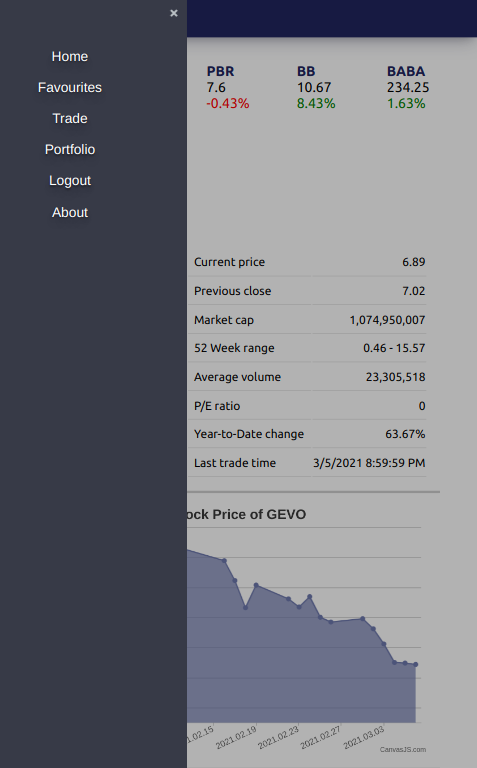 ×
Home
Favourites
Trade
Portfolio
Logout
About
PBR BB BABA
7.6 10.67 234.25
-0.43% 8.43% 1.63%
Current price 6.89
Previous close 7.02
Market cap 1,074,950,007
52 Week range 0.46 - 15.57
Average volume 23,305,518
P/E ratio 0
Year-to-Date change 63.67%
Last trade time 3/5/2021 8:59:59 PM
ock Price of GEVO
1.02.15 2021.02.19 2021.02.23 2021.02.27 2021.03.03
CanvasJS.com